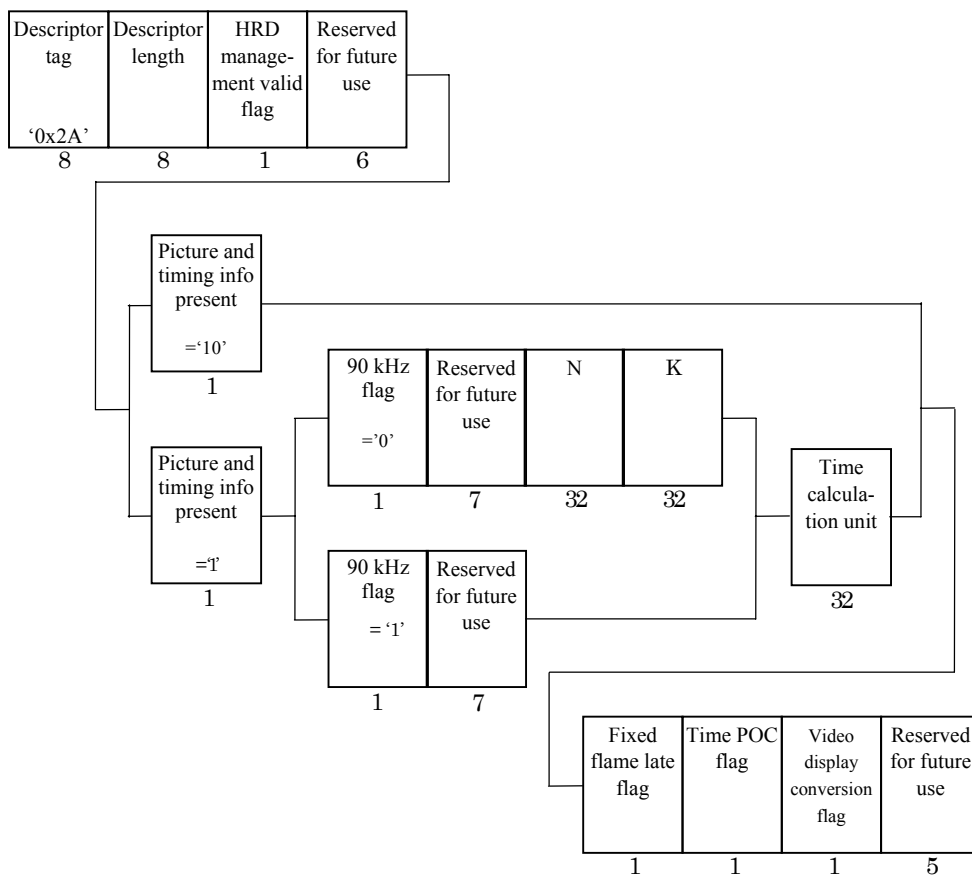 Descriptor
tag
‘0x2A’
8
Descriptor
length
8
HRD
manage-
ment valid
flag
1
Reserved
for future
use
6
Picture and
timing info
present
=‘10’
1
Picture and
timing info
present
=‘1’
1
90 kHz
flag
=’0’
1
Reserved
for future
use
7
N
32
K
32
90 kHz
flag
= ‘1’
1
Reserved
for future
use
7
Time
calcula-
tion unit
32
Fixed
flame late
flag
1
Time POC
flag
1
Video
display
conversion
flag
1
Reserved
for future
use
5